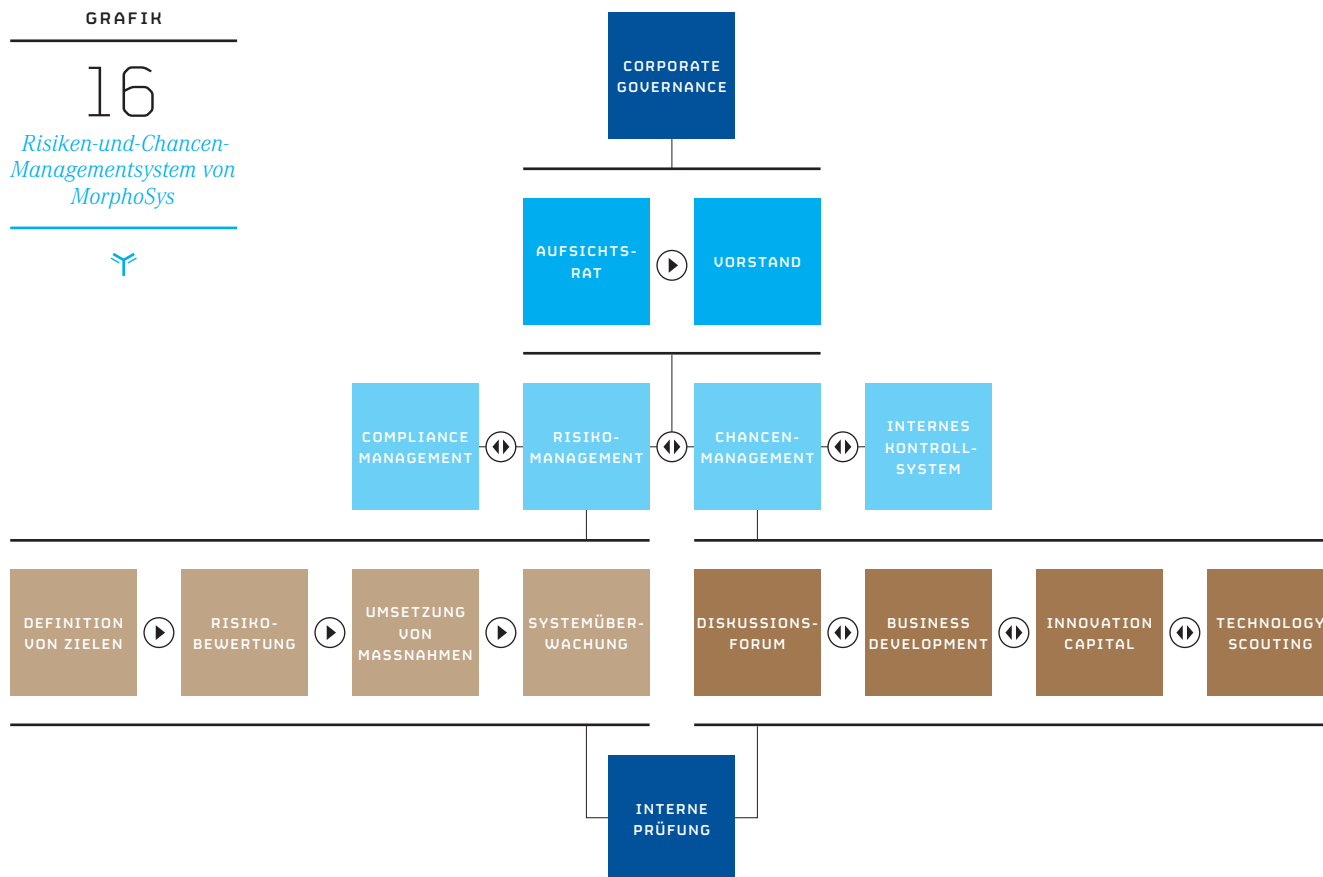 GRAFIK
16
Risiken-und-Chancen-
Managementsystem von
MorphoSys
CORPORATE
GOVERNANCE
AUFSICHTS-
RAT
VORSTAND
COMPLIANCE
MANAGEMENT
RISIKO-
MANAGEMENT
CHANCEN-
MANAGEMENT
INTERNES
KONTROLL-
SYSTEM
DEFINITION
VON ZIELEN
RISIKO-
BEWERTUNG
UMSETZUNG
VON
MASSNAHMEN
SYSTEMÜBER-
WACHUNG
DISKUSSIONS-
FORUM
BUSINESS
DEVELOPMENT
INNOVATION
CAPITAL
TECHNOLOGY
SCOUTING
INTERNE
PRÜFUNG